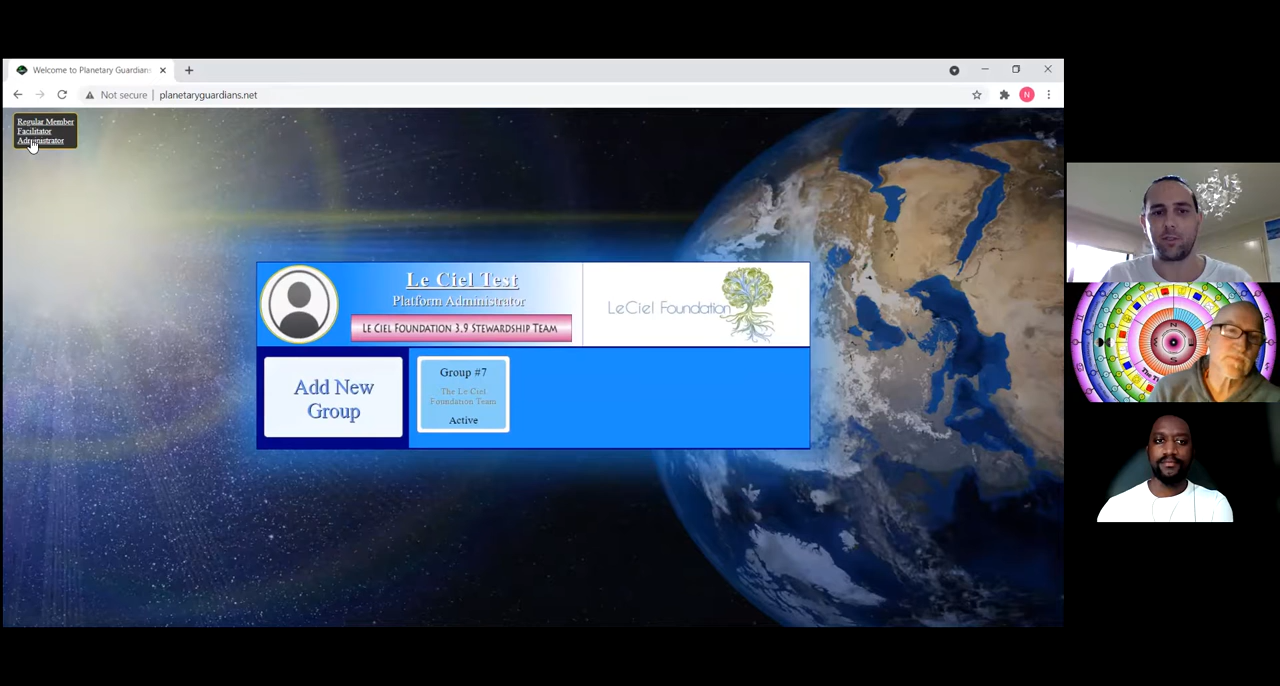 Welcome to Planetary Guardians
Not secure
planetaryguardians.net
N
Regular Member
Facilitator
Administrator
Le Ciel Test
Platform Administrator
LE CIEL FOUNDATION 3.9 STEWARDSHIP TEAM
LeCiel Foundation
Add New
Group
Group #7
The Le Ciel
Foundation Team
Active